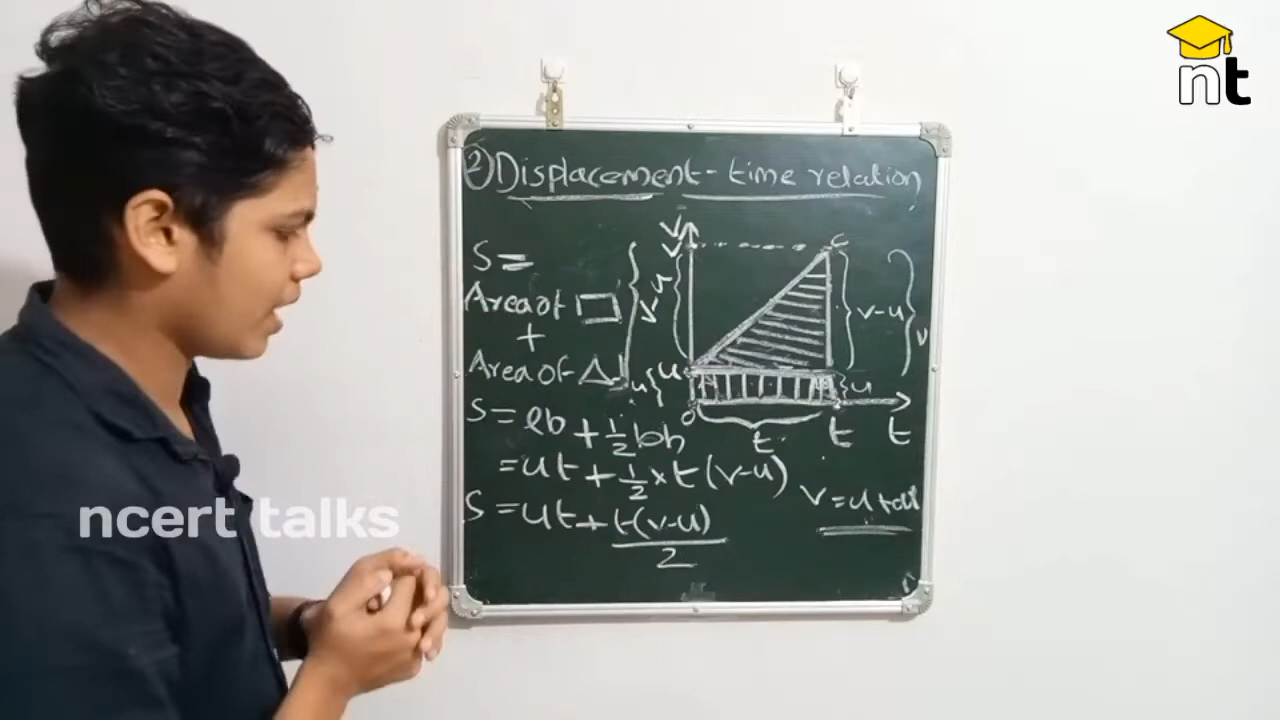 nt
② Displacement - time relation
S =
Area of ▭
+
Area of △
S = lb + 1/2 bh
= ut + 1/2 × t (v-u)
S = ut + t(v-u)/2
v = u + at
V
V
v-u
u
u
O
t
t
t
C
v-u
u
v
ncert talks